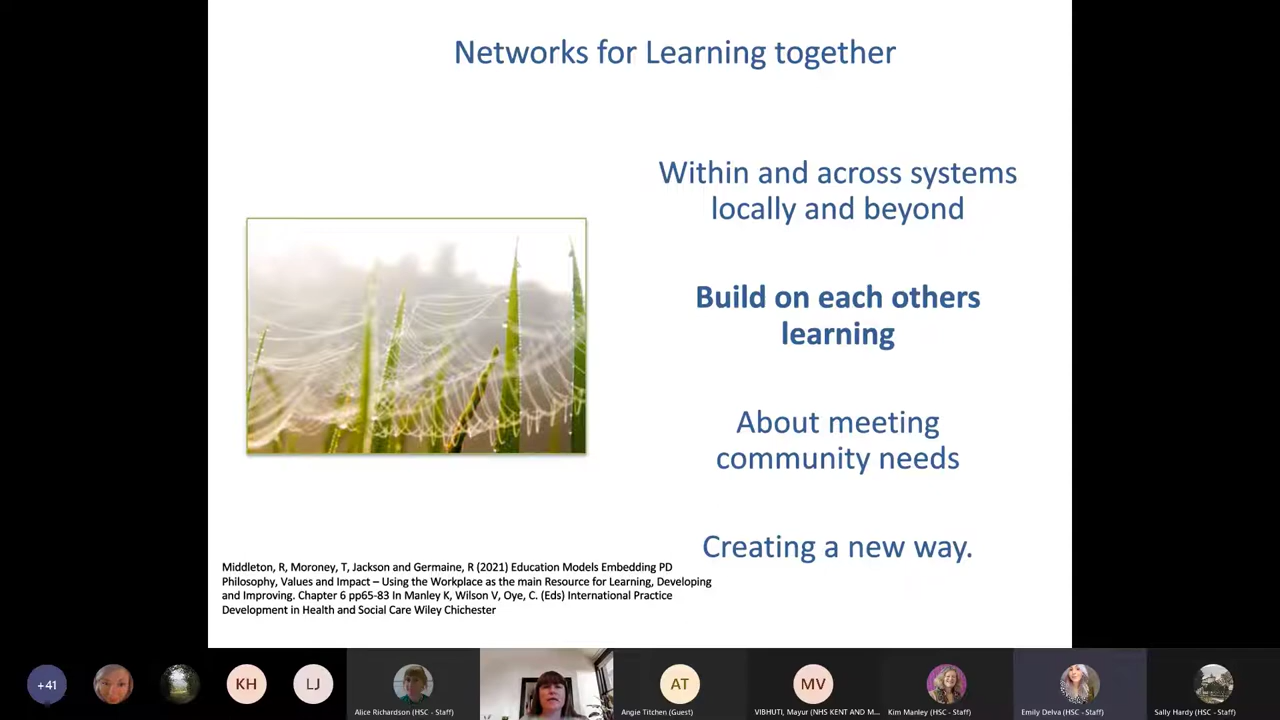 Networks for Learning together
Within and across systems
locally and beyond
Build on each others
learning
About meeting
community needs
Creating a new way.
Middleton, R, Moroney, T, Jackson and Germaine, R (2021) Education Models Embedding PD
Philosophy, Values and Impact – Using the Workplace as the main Resource for Learning, Developing
and Improving. Chapter 6 pp65-83 In Manley K, Wilson V, Oye, C. (Eds) International Practice
Development in Health and Social Care Wiley Chichester
+41
KH
LJ
Alice Richardson (HSC - Staff)
AT
Angie Titchen (Guest)
MV
VIBHUTI, Mayur (NHS KENT AND M...
Kim Manley (HSC - Staff)
Emily Delva (HSC - Staff)
Sally Hardy (HSC - Staff)